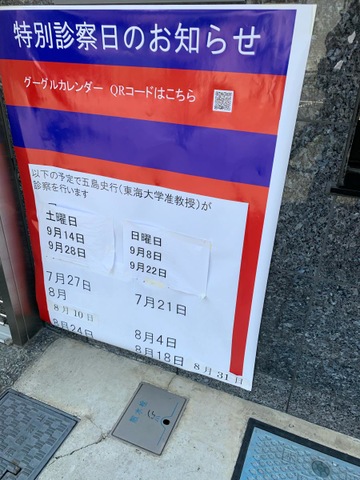 特別診察日のお知らせ
グーグルカレンダー QRコードはこちら
以下の予定で五島史行(東海大学准教授)が
診察を行います
土曜日
9月14日
9月28日
日曜日
9月8日
9月22日
7月27日
8月
7月21日
8月10日
8月4日
8月24日
8月18日
8月31日